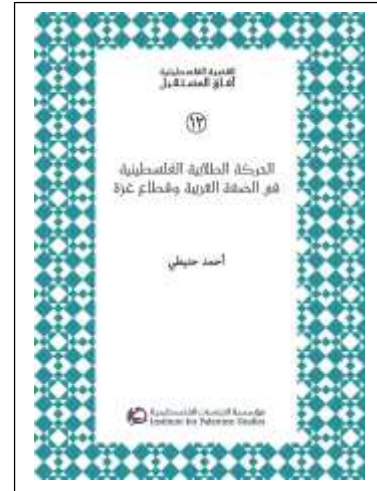 القضية الفلسطينية
آفاق المستقبل
١٣
الحركة الطلابية الفلسطينية
في الضفة الغربية وقطاع غزة
أحمد حنيطي
مؤسسة الدراسات الفلسطينية
Institute for Palestine Studies